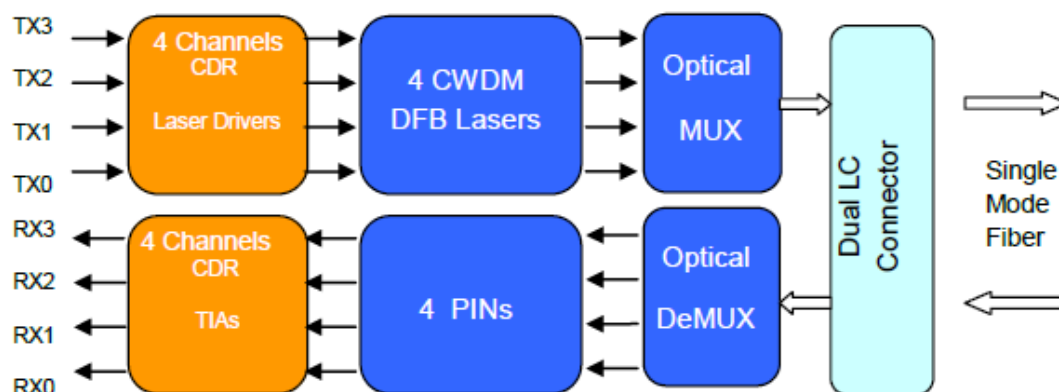 TX3
TX2
TX1
TX0
4 Channels
CDR
Laser Drivers
4 CWDM
DFB Lasers
Optical
MUX
RX3
RX2
RX1
RX0
4 Channels
CDR
TIAs
4 PINs
Optical
DeMUX
Dual LC
Connector
Single
Mode
Fiber